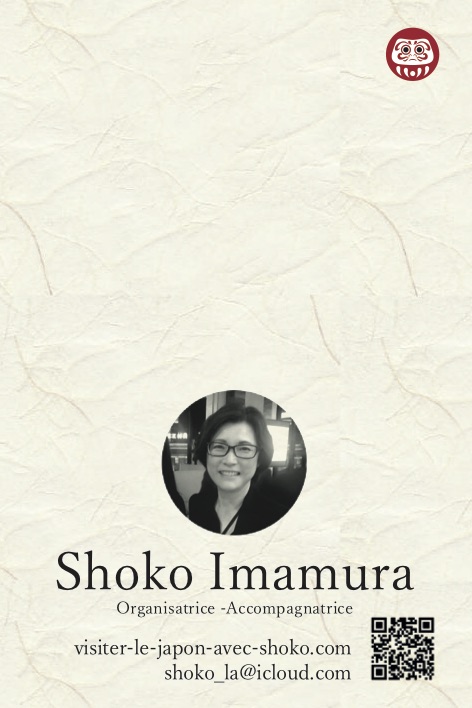 Shoko Imamura
Organisatrice -Accompagnatrice
visiter-le-japon-avec-shoko.com
shoko_la@icloud.com